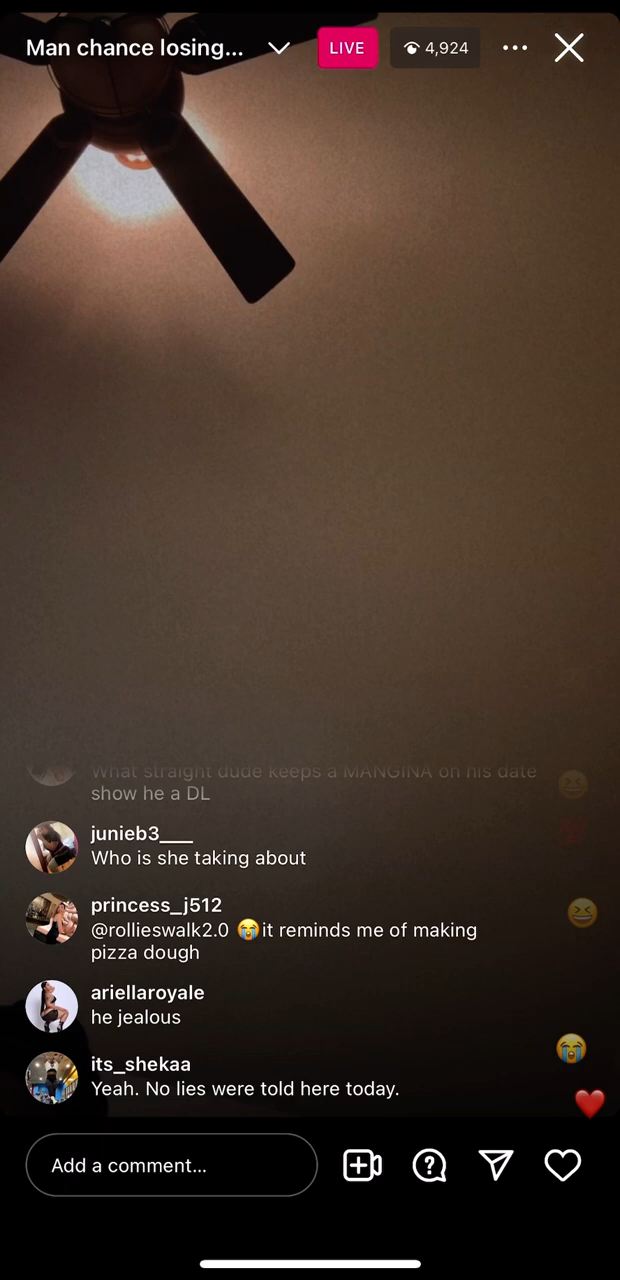 Man chance losing...
LIVE
4,924
What straight dude keeps a MANGINA on his date
show he a DL
junieb3___
Who is she taking about
princess_j512
@rollieswalk2.0 😭it reminds me of making
pizza dough
ariellaroyale
he jealous
its_shekaa
Yeah. No lies were told here today.
Add a comment...